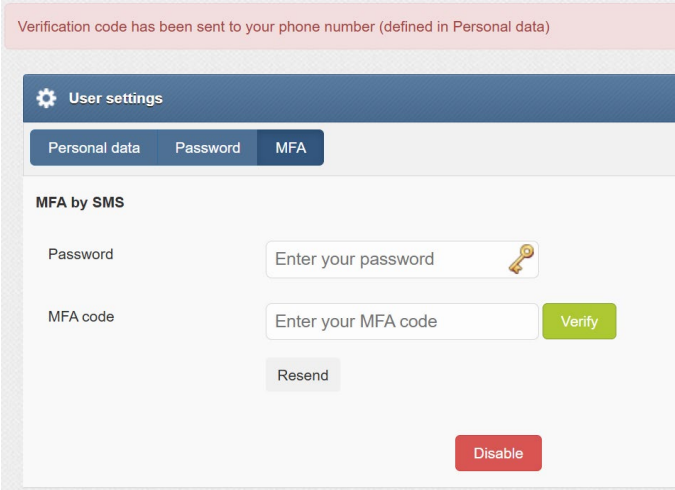 Verification code has been sent to your phone number (defined in Personal data)
User settings
Personal data Password MFA
MFA by SMS
Password Enter your password
MFA code Enter your MFA code Verify
Resend
Disable